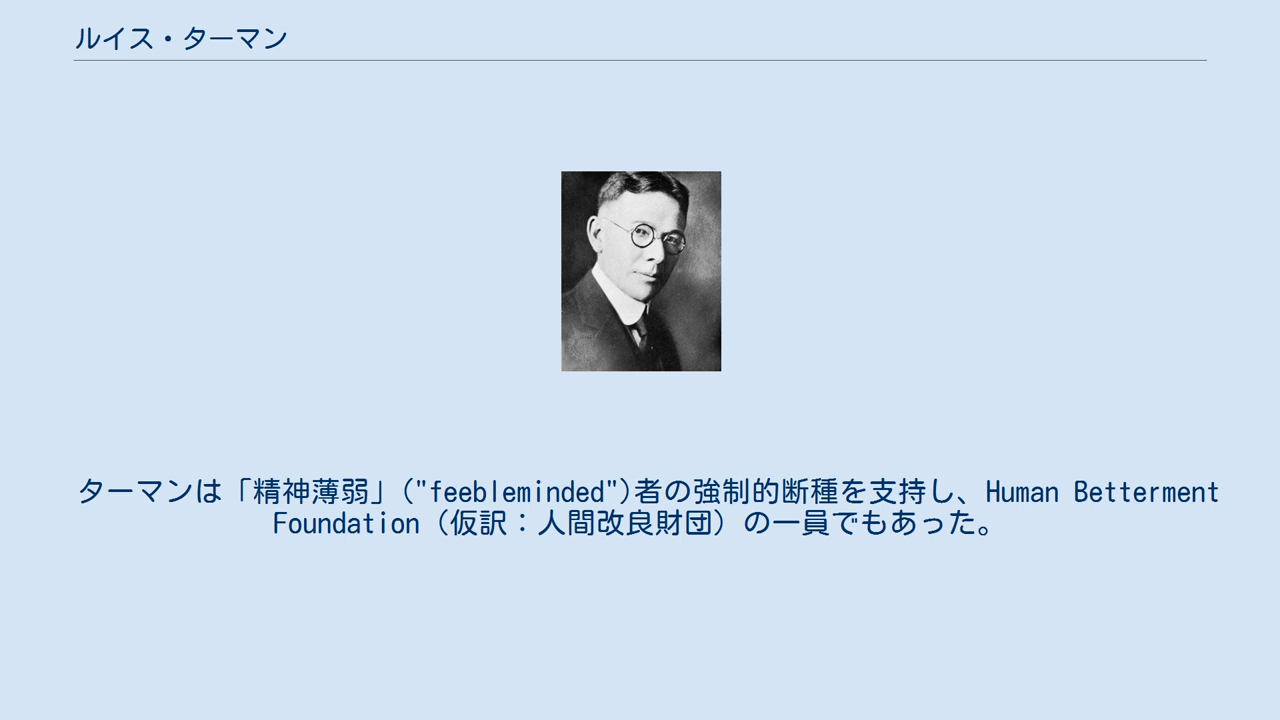 ルイス・ターマン
ターマンは「精神薄弱」("feebleminded")者の強制的断種を支持し、Human Betterment
Foundation（仮訳：人間改良財団）の一員でもあった。